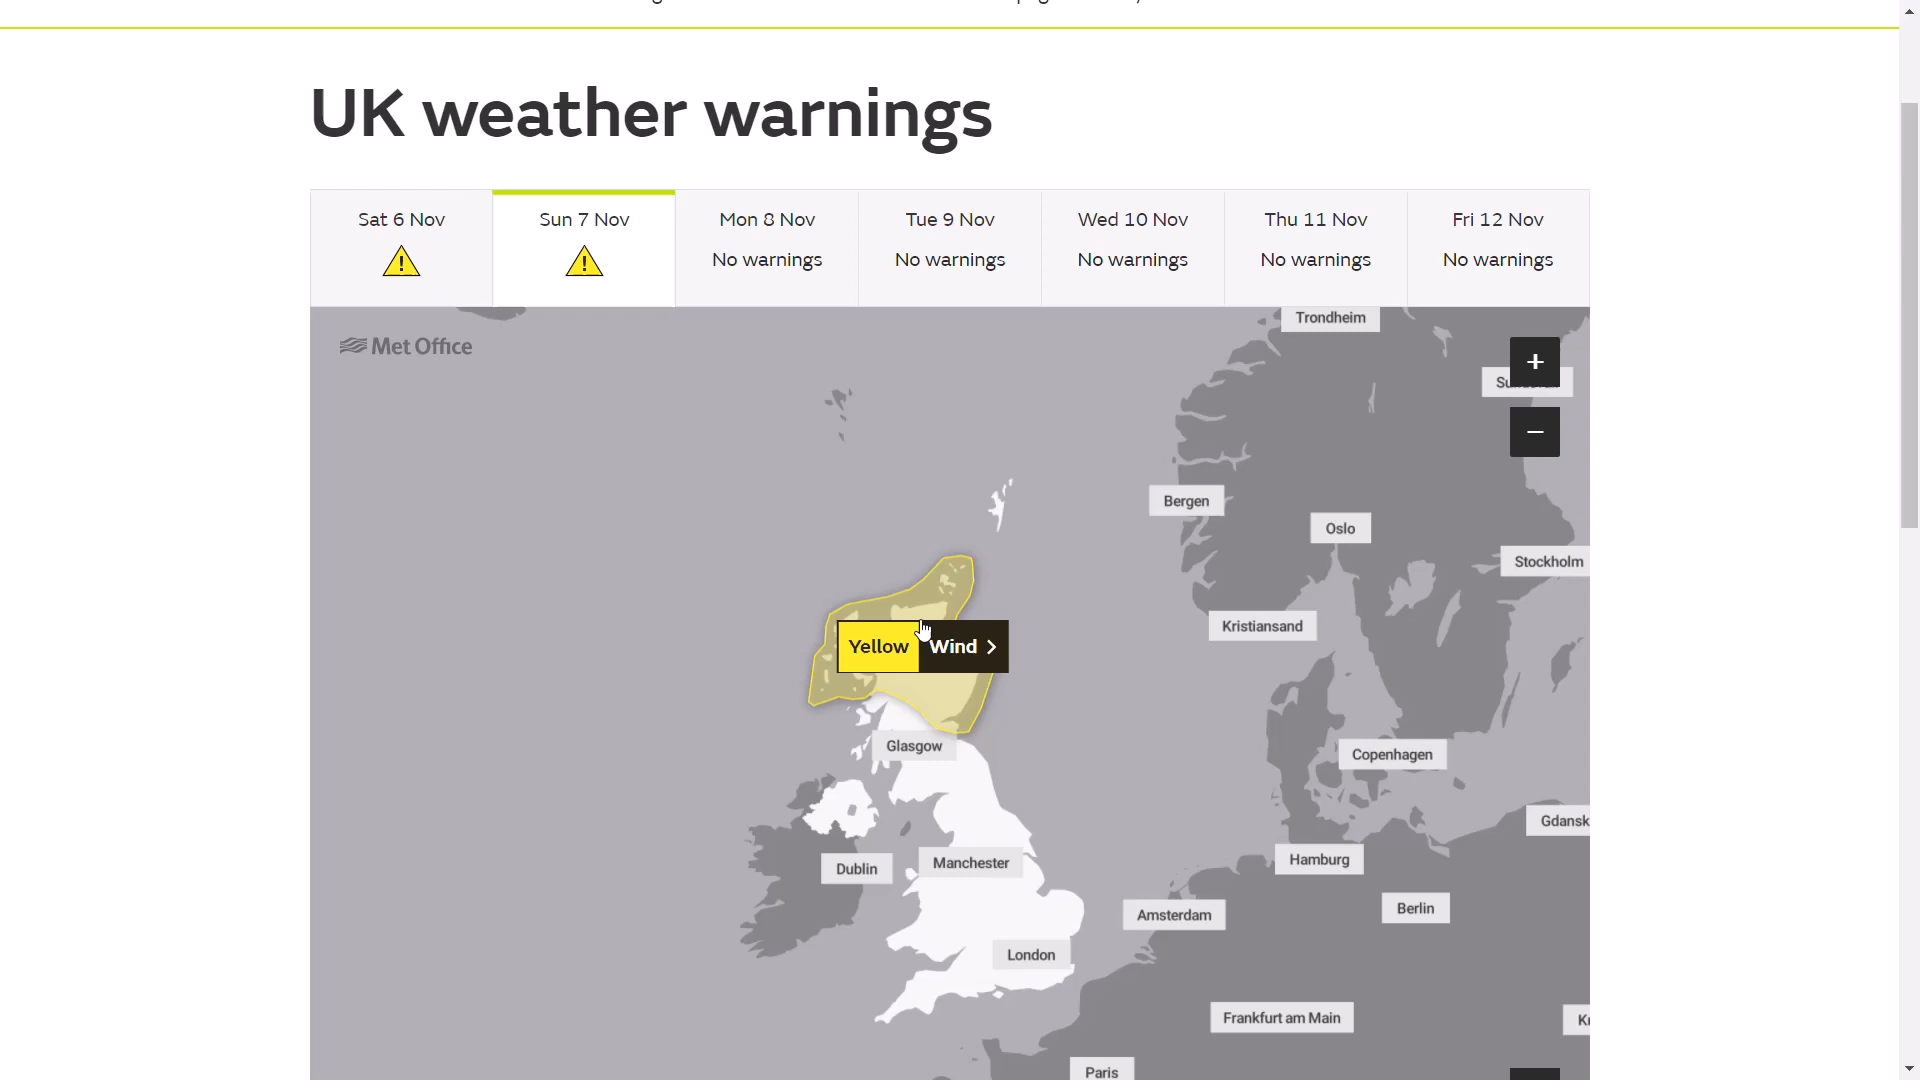 UK weather warnings
Sat 6 Nov
Sun 7 Nov
Mon 8 Nov
Tue 9 Nov
Wed 10 Nov
Thu 11 Nov
Fri 12 Nov
No warnings
No warnings
No warnings
No warnings
No warnings
Met Office
Trondheim
+
−
Bergen
Oslo
Stockholm
Kristiansand
Yellow Wind >
Glasgow
Copenhagen
Gdansk
Hamburg
Manchester
Dublin
Berlin
Amsterdam
London
Frankfurt am Main
Paris